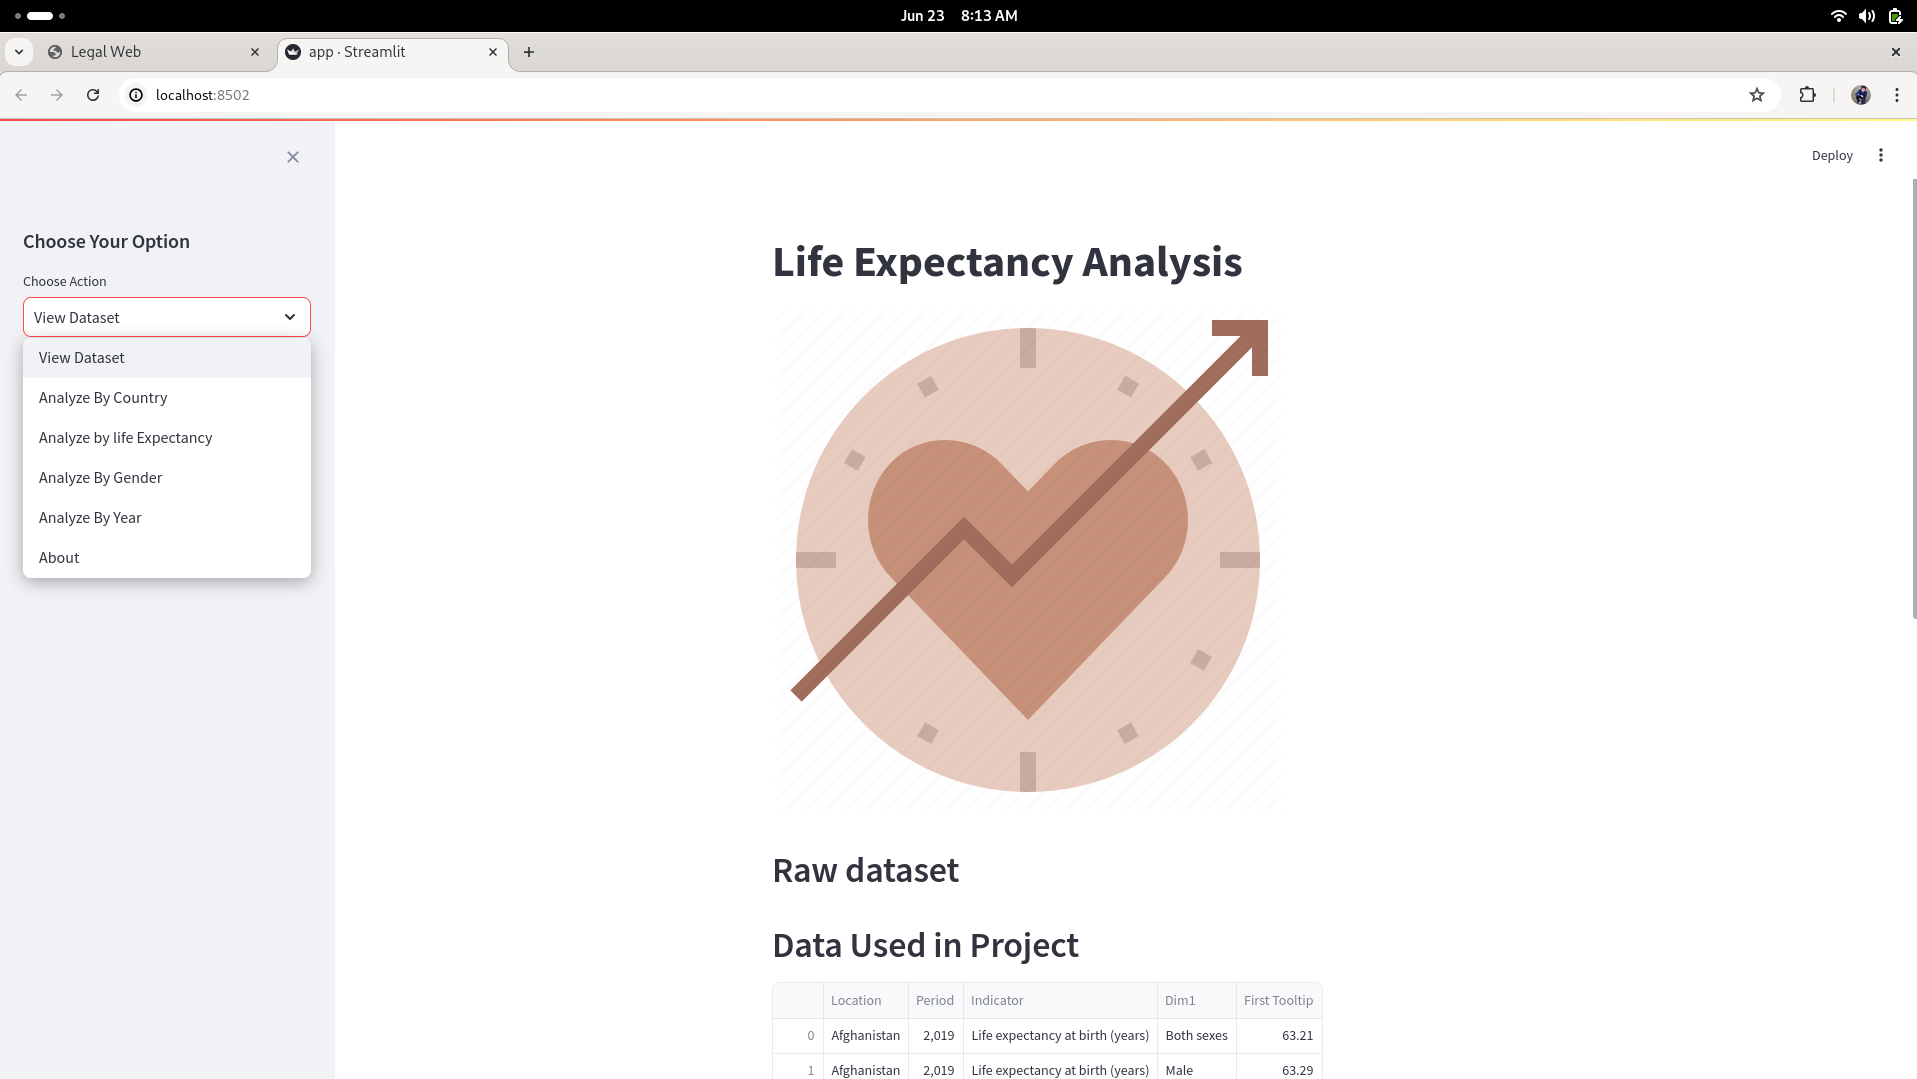 Jun 23 8:13 AM
Legal Web
app · Streamlit
localhost:8502
Deploy
Choose Your Option
Choose Action
View Dataset
View Dataset
Analyze By Country
Analyze by life Expectancy
Analyze By Gender
Analyze By Year
About
Life Expectancy Analysis
Raw dataset
Data Used in Project
Location Period Indicator Dim1 First Tooltip
0 Afghanistan 2,019 Life expectancy at birth (years) Both sexes 63.21
1 Afghanistan 2,019 Life expectancy at birth (years) Male 63.29